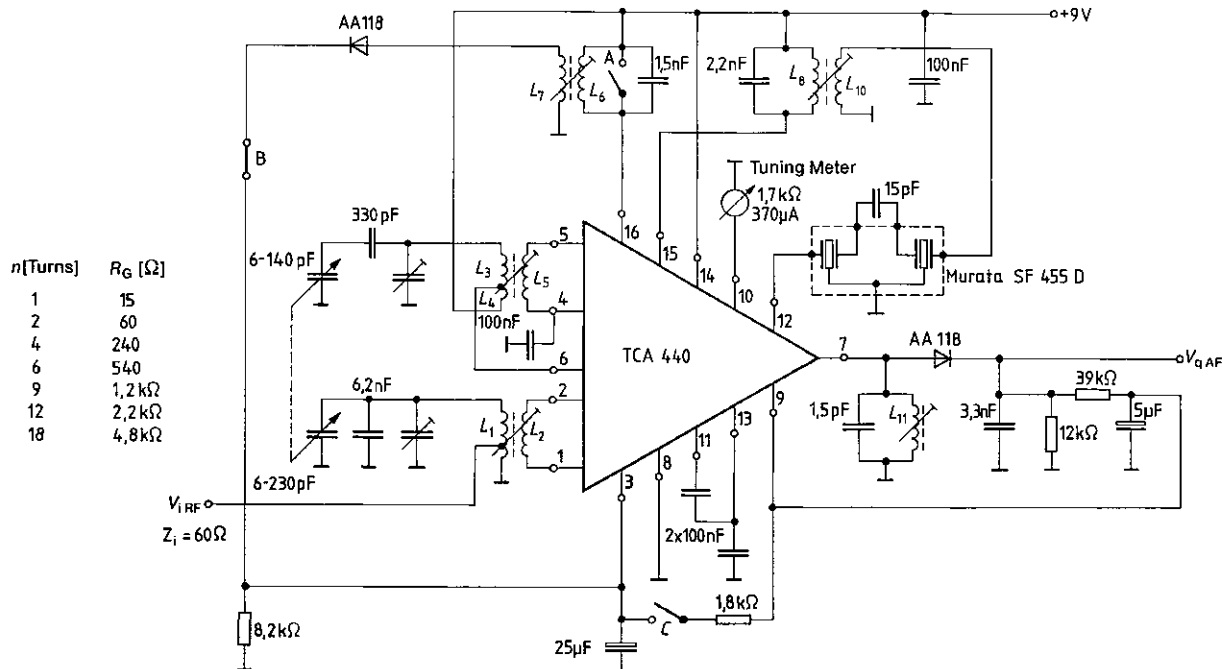 AA118
+9V
A
1,5nF
2,2nF
100nF
L7
L6
L8
L10
B
Tuning Meter
1,7kΩ
370µA
15pF
Murata SF 455 D
330pF
6-140pF
L3
L4
L5
100nF
5
4
6
16
15
14
10
12
n[Turns] RG [Ω]
1 15
2 60
4 240
6 540
9 1,2kΩ
12 2,2kΩ
18 4,8kΩ
TCA 440
7
AA 118
VqAF
6,2nF
L1
L2
2
1
6-230pF
ViRF
Zi = 60Ω
3
8
11
13
9
1,5pF
L11
3,3nF
39kΩ
12kΩ
5µF
2x100nF
8,2kΩ
25µF
C
1,8kΩ